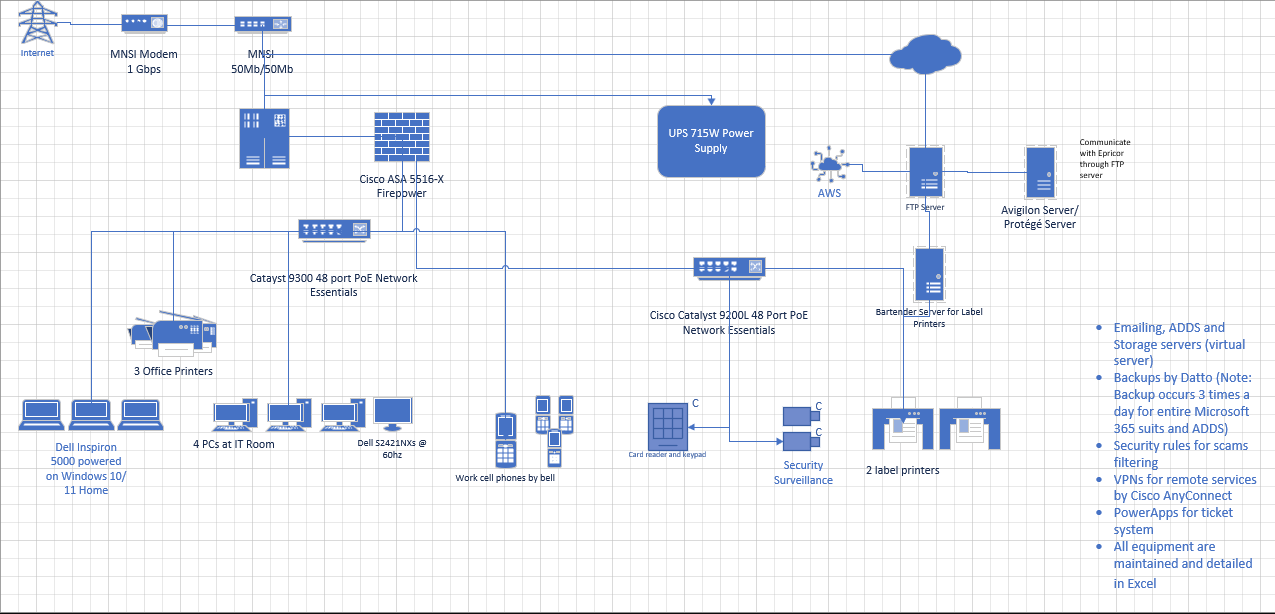 Internet
MNSI Modem
1 Gbps
MNSI
50Mb/50Mb
UPS 715W Power
Supply
Cisco ASA 5516-X
Firepower
AWS
FTP Server
Communicate
with Epricor
through FTP
server
Avigilon Server/
Protégé Server
Catayst 9300 48 port PoE Network
Essentials
Cisco Catalyst 9200L 48 Port PoE
Network Essentials
Bartender Server for Label
Printers
3 Office Printers
Dell Inspiron
5000 powered
on Windows 10/
11 Home
4 PCs at IT Room
Dell S2421NXs @
60hz
Work cell phones by bell
C
Card reader and keypad
C
C
Security
Surveillance
2 label printers
• Emailing, ADDS and
Storage servers (virtual
server)
• Backups by Datto (Note:
Backup occurs 3 times a
day for entire Microsoft
365 suits and ADDS)
• Security rules for scams
filtering
• VPNs for remote services
by Cisco AnyConnect
• PowerApps for ticket
system
• All equipment are
maintained and detailed
in Excel